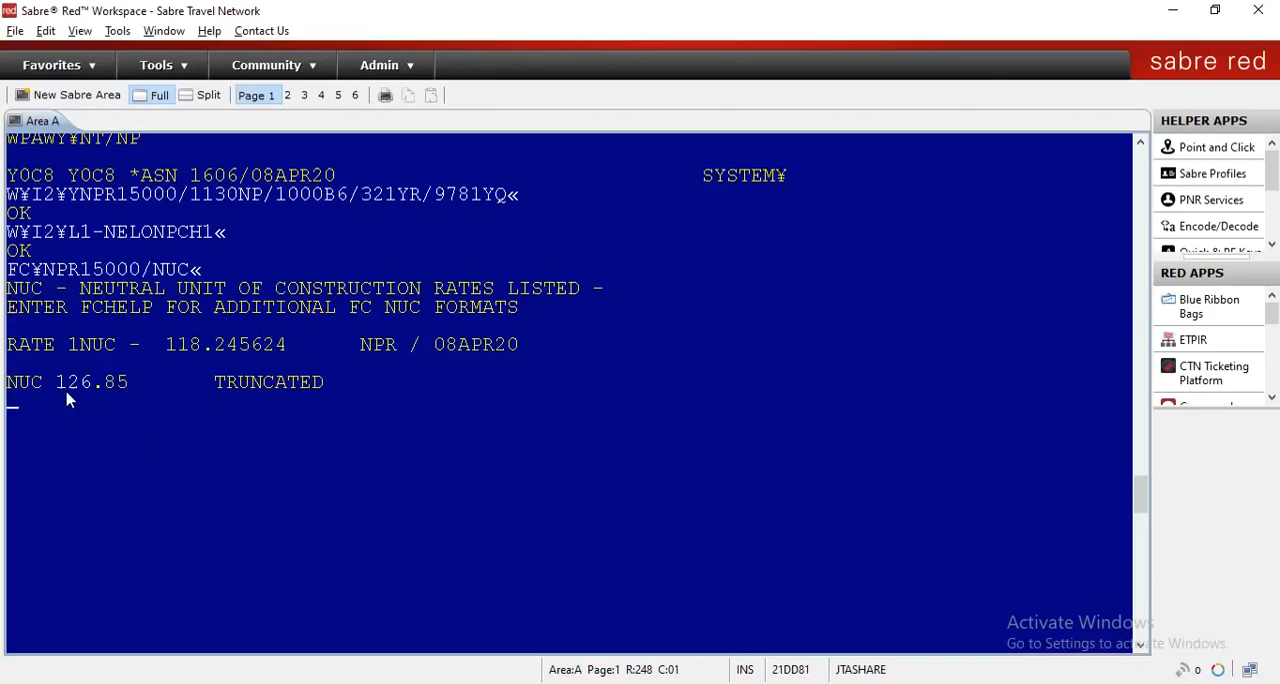 red Sabre® Red™ Workspace - Sabre Travel Network
File Edit View Tools Window Help Contact Us
Favorites Tools Community Admin
sabre red
New Sabre Area Full Split Page 1 2 3 4 5 6
Area A
WPAWY¥NT/NP
Y0C8 Y0C8 *ASN 1606/08APR20 SYSTEM¥
W¥I2¥YNPR15000/1130NP/1000B6/321YR/9781YQ«
OK
W¥I2¥L1-NELONPCH1«
OK
FC¥NPR15000/NUC«
NUC - NEUTRAL UNIT OF CONSTRUCTION RATES LISTED -
ENTER FCHELP FOR ADDITIONAL FC NUC FORMATS
RATE 1NUC - 118.245624 NPR / 08APR20
NUC 126.85 TRUNCATED
HELPER APPS
Point and Click
Sabre Profiles
PNR Services
Encode/Decode
RED APPS
Blue Ribbon
Bags
ETPIR
CTN Ticketing
Platform
Activate Windows
Go to Settings to activate Windows.
Area:A Page:1 R:248 C:01 INS 21DD81 JTASHARE 0